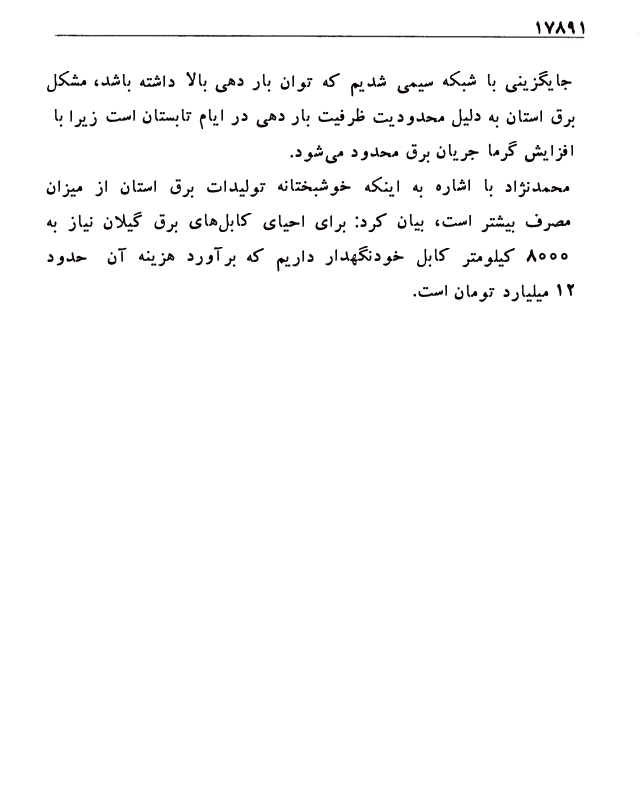 ۱۷۸۹۱
جایگزینی با شبکه سیمی شدیم که توان بار دهی بالا داشته باشد، مشکل
برق استان به دلیل محدودیت ظرفیت بار دهی در ایام تابستان است زیرا با
افزایش گرما جریان برق محدود می‌شود.
محمدنژاد با اشاره به اینکه خوشبختانه تولیدات برق استان از میزان
مصرف بیشتر است، بیان کرد: برای احیای کابل‌های برق گیلان نیاز به
۸۰۰۰ کیلومتر کابل خودنگهدار داریم که برآورد هزینه آن حدود
۱۲ میلیارد تومان است.